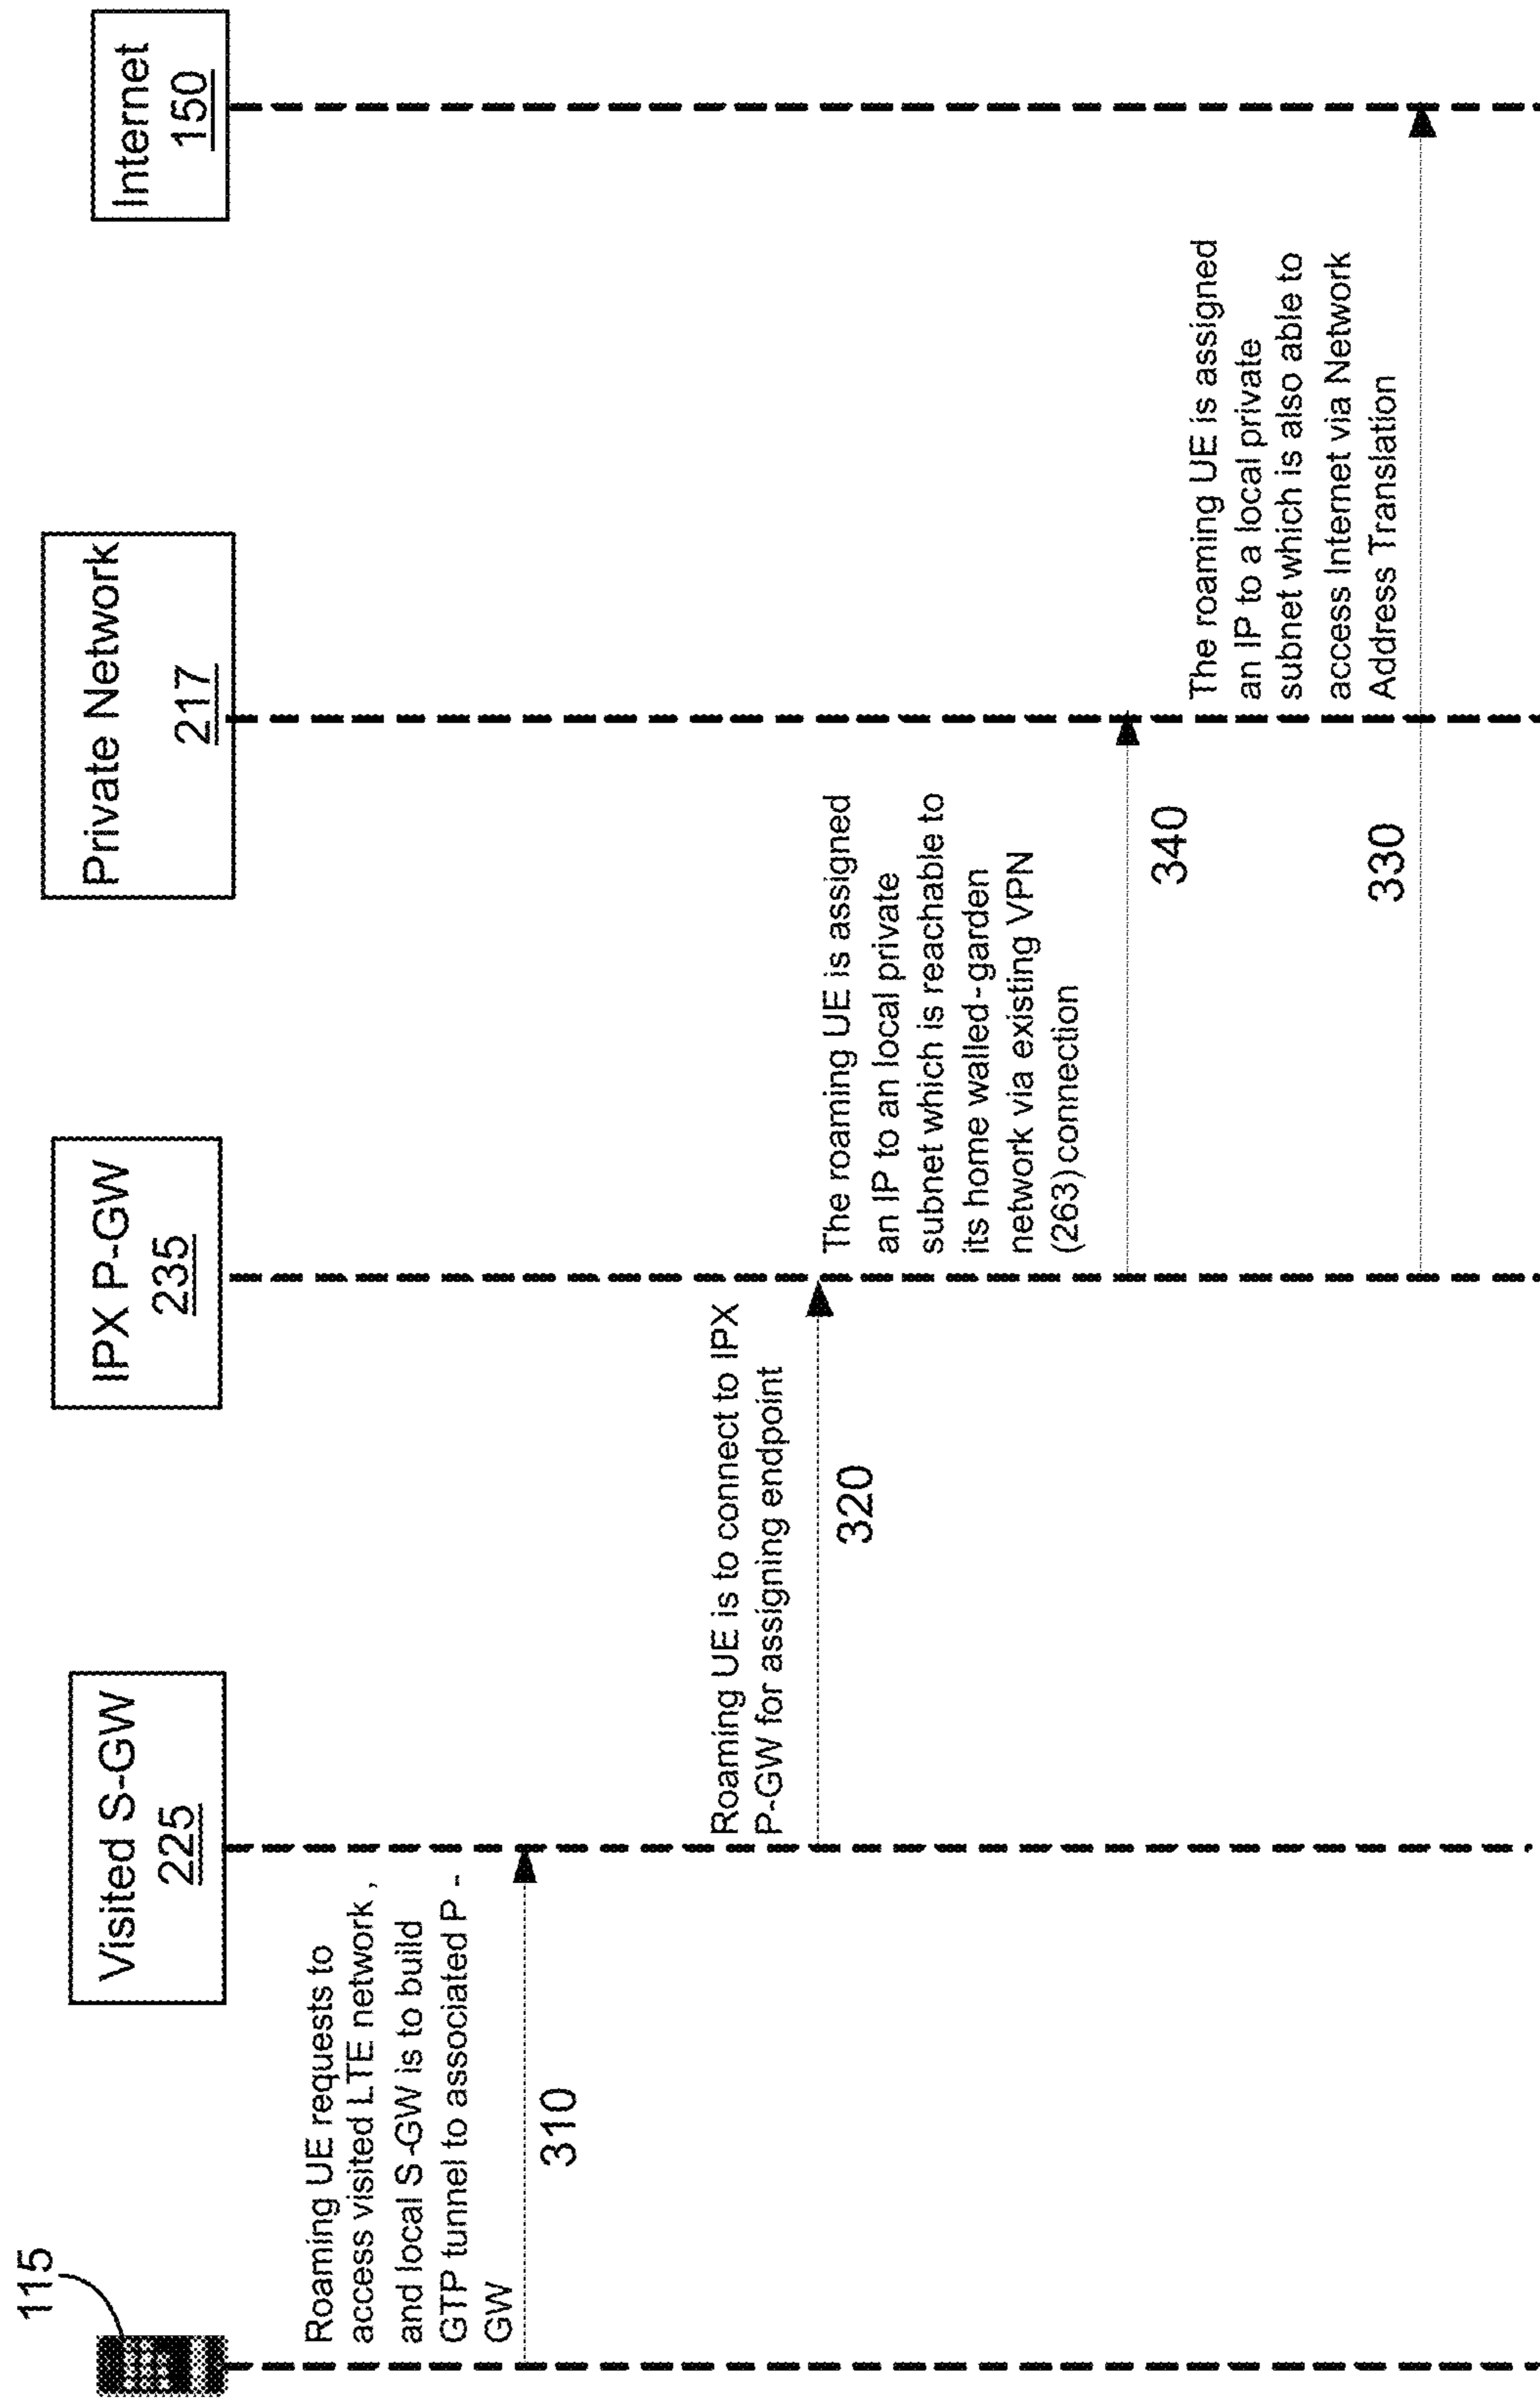 115
Visited S-GW
225
IPX P-GW
235
Private Network
217
Internet
150
Roaming UE requests to
access visited LTE network ,
and local S -GW is to build
GTP tunnel to associated P -
GW
310
Roaming UE is to connect to IPX
P-GW for assigning endpoint
320
The roaming UE is assigned
an IP to an local private
subnet which is reachable to
its home walled-garden
network via existing VPN
(263) connection
340
The roaming UE is assigned
an IP to a local private
subnet which is also able to
access Internet via Network
Address Translation
330